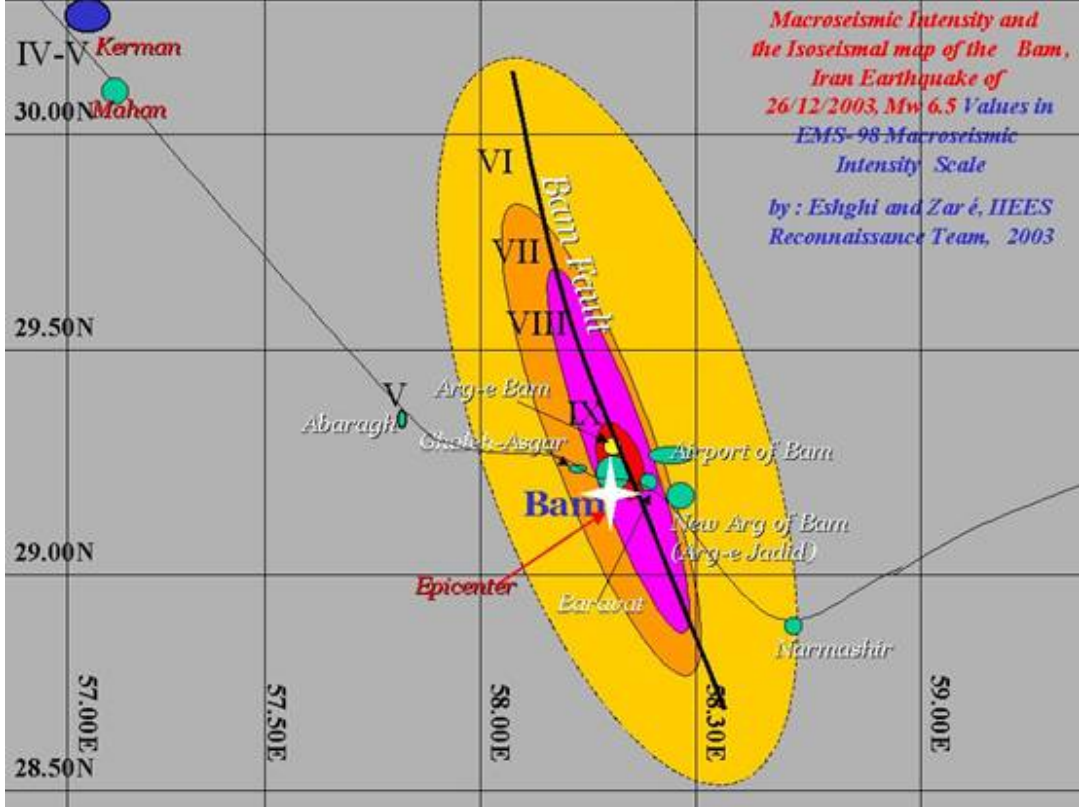 Macroseismic Intensity and
the Isoseismal map of the Bam,
Iran Earthquake of
26/12/2003, Mw 6.5 Values in
EMS-98 Macroseismic
Intensity Scale
by : Eshghi and Zar é, IIEES
Reconnaissance Team, 2003
Kerman
IV-V
Mahan
30.00N
VI
Bam Fault
VII
VIII
29.50N
V
Arg-e Bam
IX
Abaragh
Ghaleh-Asgar
Airport of Bam
Bam
New Arg of Bam
(Arg-e Jadid)
29.00N
Epicenter
Baravat
Narmashir
57.00E
57.50E
58.00E
58.30E
59.00E
28.50N